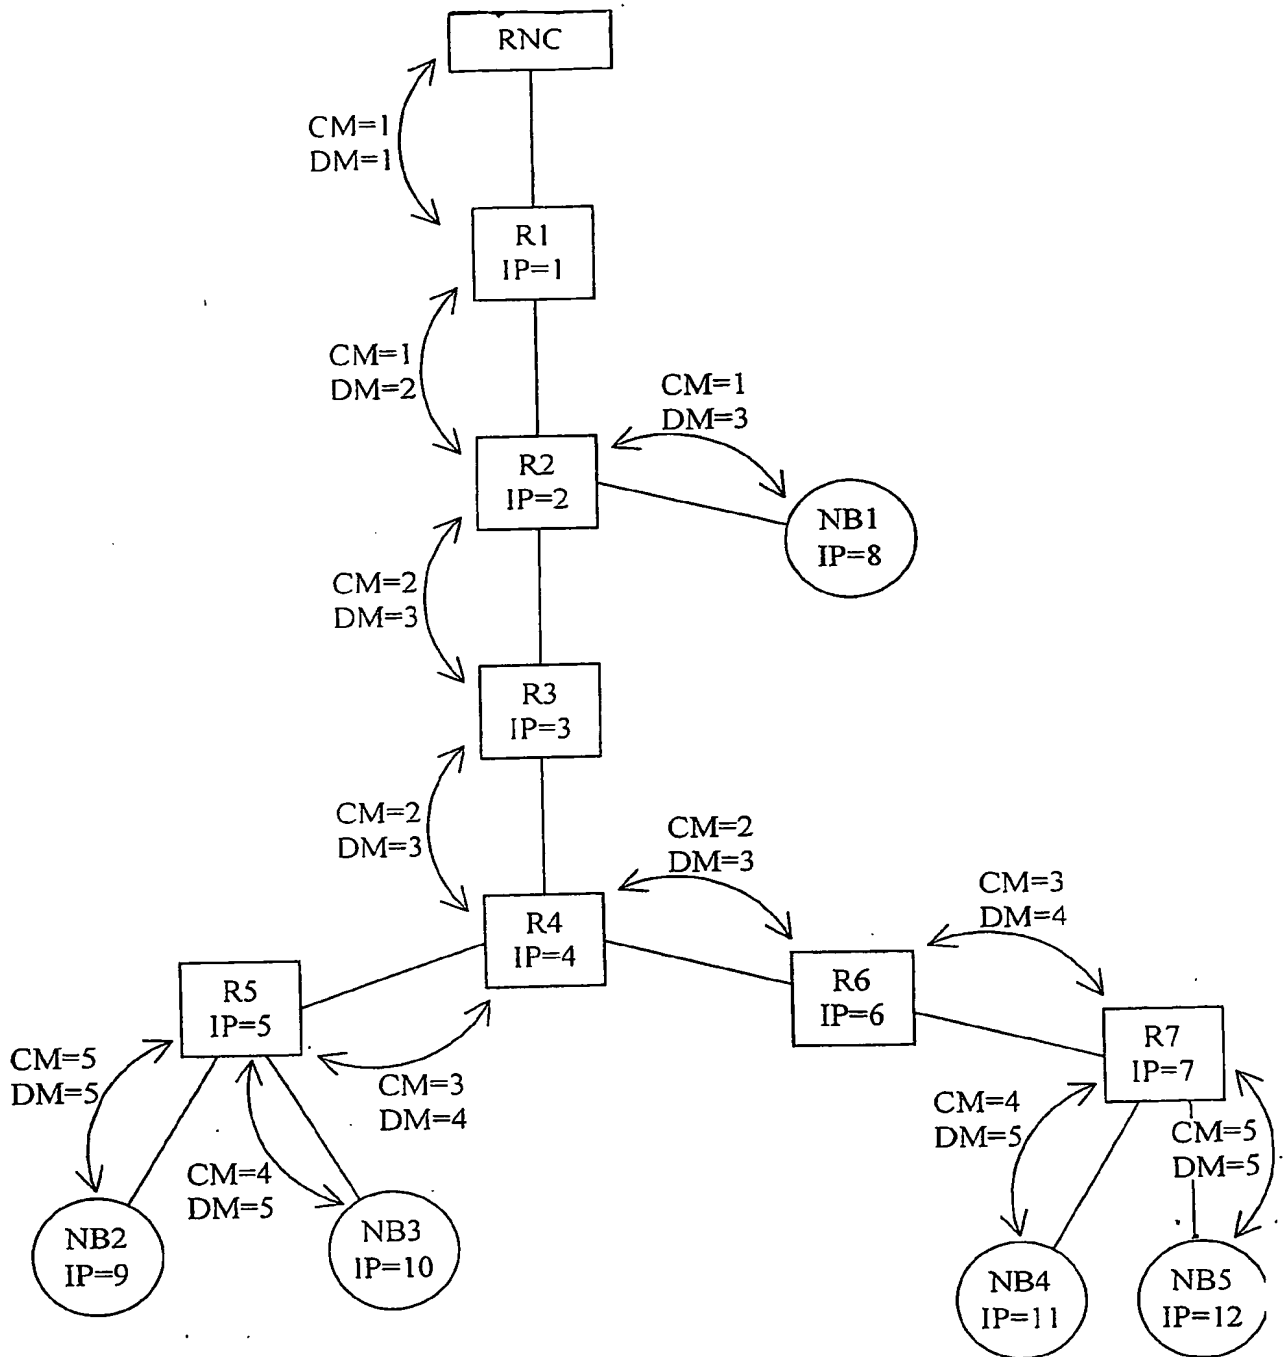 RNC
CM=1
DM=1
R1
IP=1
CM=1
DM=2
CM=1
DM=3
R2
IP=2
NB1
IP=8
CM=2
DM=3
R3
IP=3
CM=2
DM=3
CM=2
DM=3
CM=3
DM=4
R4
IP=4
R6
IP=6
R5
IP=5
R7
IP=7
CM=5
DM=5
CM=3
DM=4
CM=4
DM=5
CM=5
DM=5
CM=4
DM=5
NB2
IP=9
NB3
IP=10
NB4
IP=11
NB5
IP=12